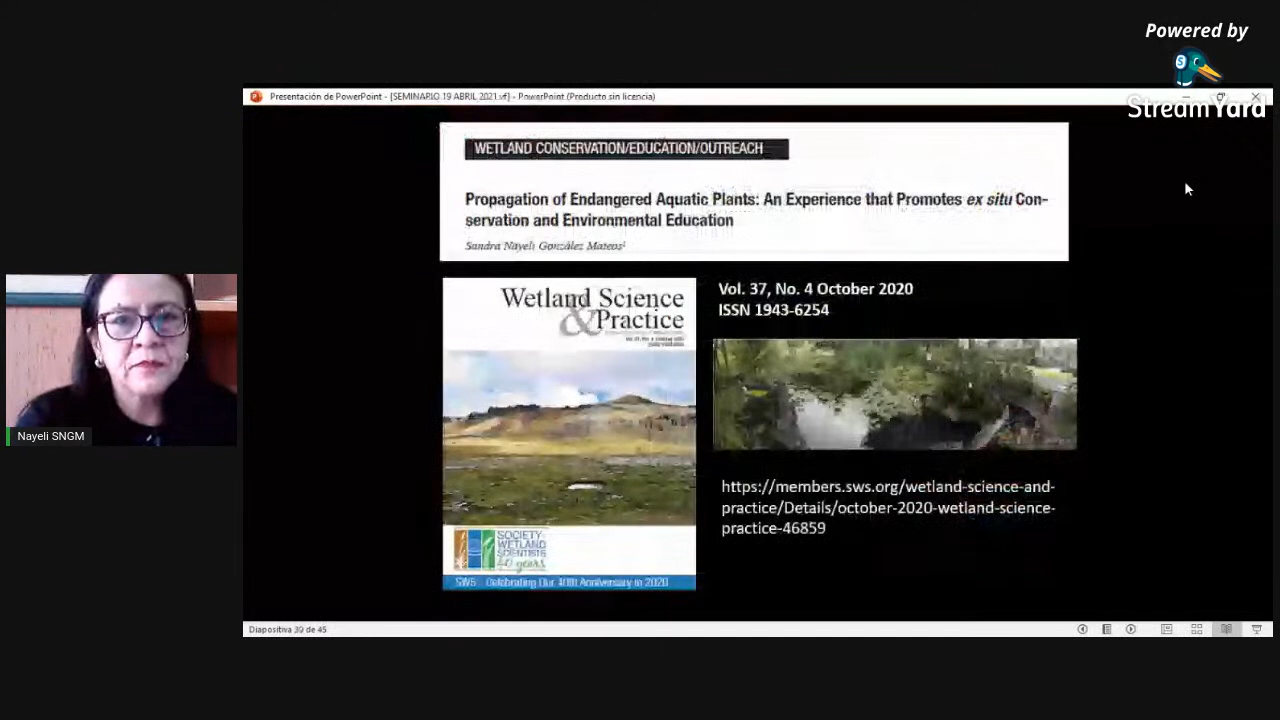 Powered by
StreamYard
Presentación de PowerPoint - [SEMINARIO 19 ABRIL 2021.vf] - PowerPoint (Producto sin licencia)
WETLAND CONSERVATION/EDUCATION/OUTREACH
Propagation of Endangered Aquatic Plants: An Experience that Promotes ex situ Con-
servation and Environmental Education
Sandra Nayeli González Mateos¹
Wetland Science
& Practice
Vol. 37, No. 4 October 2020
ISSN 1943-6254
https://members.sws.org/wetland-science-and-
practice/Details/october-2020-wetland-science-
practice-46859
SOCIETY
WETLAND
SCIENTISTS
40 years
SWS Celebrating Our 40th Anniversary in 2020
Nayeli SNGM
Diapositiva 30 de 45